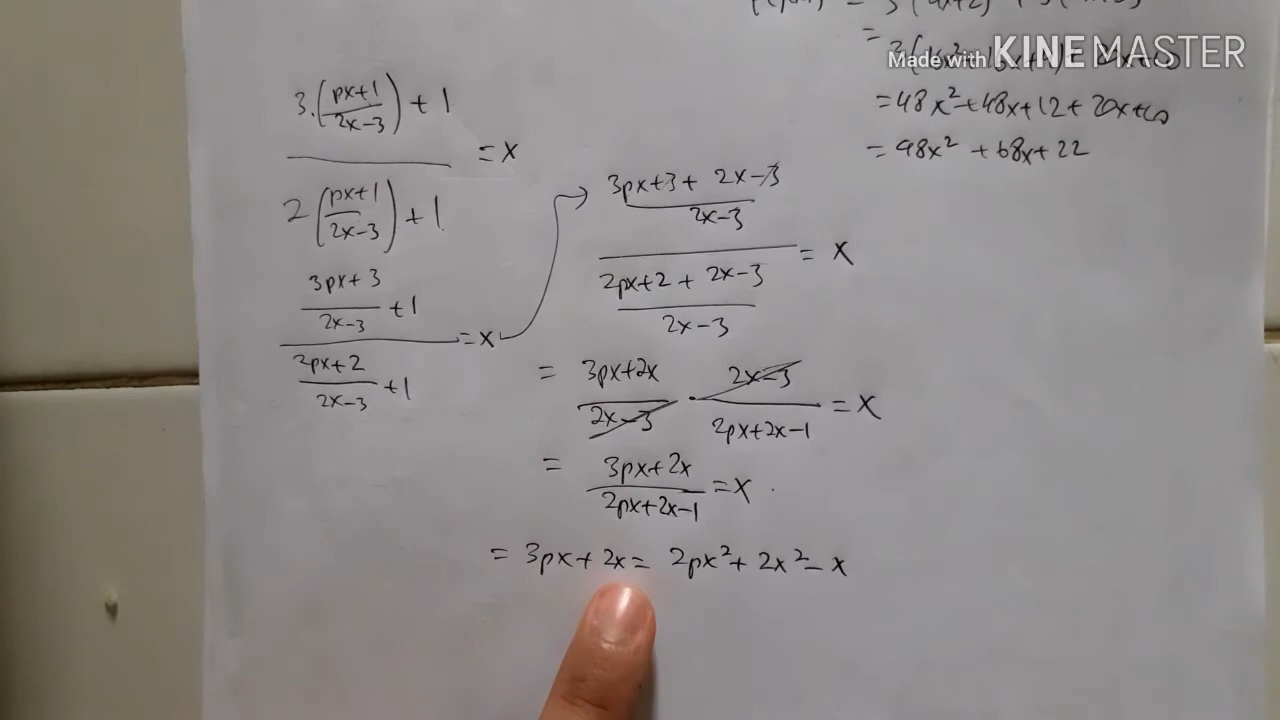 Made with KINEMASTER
= 48x² + 48x + 12 + 20x + 10
= 48x² + 68x + 22
3.(px+1/2x-3) + 1
= x
2(px+1/2x-3) + 1
3px+3/2x-3 + 1
= x
2px+2/2x-3 + 1
3px+3 + 2x-3
2x-3
= x
2px+2 + 2x-3
2x-3
= 3px+2x/2x-3 . 2x-3/2px+2x-1 = x
= 3px+2x/2px+2x-1 = x
= 3px + 2x = 2px² + 2x² - x